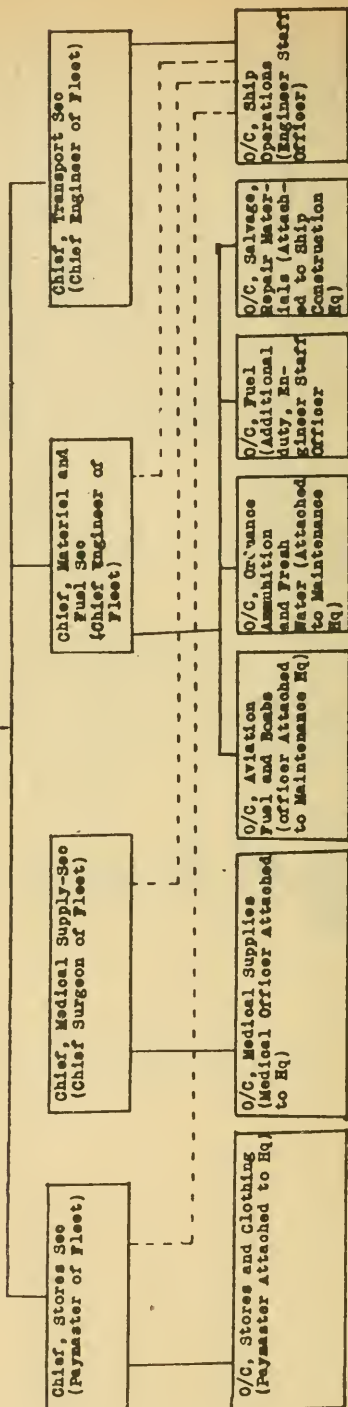 Chief, Stores Sec
(Paymaster of Fleet)
Chief, Medical Supply-Sec
(Chief Surgeon of Fleet)
Chief, Materiel and
Fuel Sec
(Chief Engineer of
Fleet)
Chief, Transport Sec
(Chief Engineer of Fleet)
O/C, Stores and Clothing
(Paymaster Attached to Hq)
O/C, Medical Supplies
(Medical Officer Attached
to Hq)
O/C, Aviation
Fuel and Bombs
(officer Attached
to Maintenance Hq)
O/C, Ordnance
Ammunition
and Fresh
Water (Attached
to Maintenance
Hq)
O/C, Fuel
(Additional
duty, En-
gineer Staff
Officer
O/C, Salvage,
Repair Mater-
ials (Attach-
ed to Ship
Construction
Hq)
O/C, Ship
Operations
(Engineer Staff
Officer)